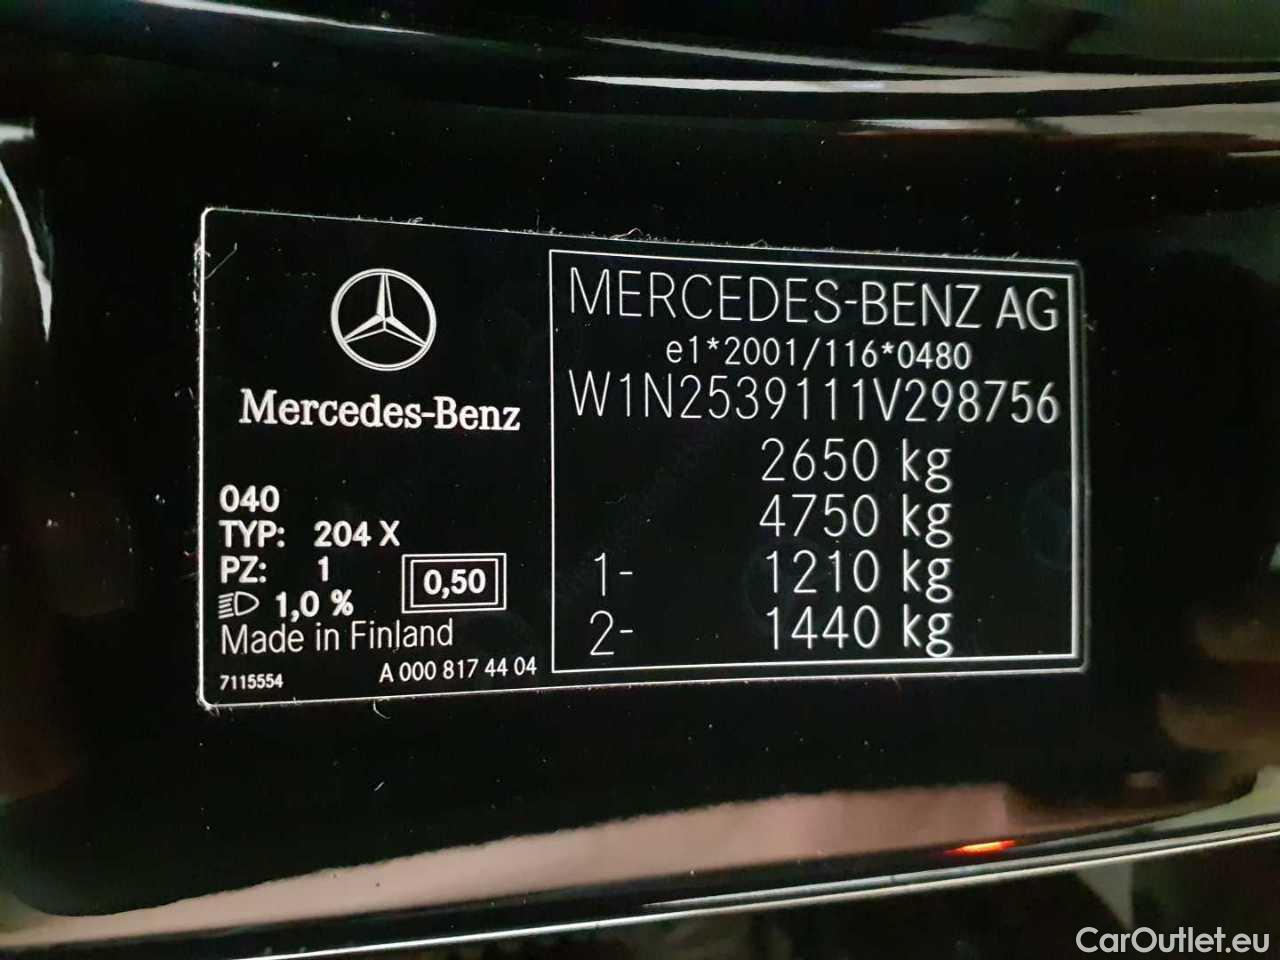 Mercedes-Benz
040
TYP: 204 X
PZ: 1
1,0 %
0,50
Made in Finland
7115554
A 000 817 44 04
MERCEDES-BENZ AG
e1*2001/116*0480
W1N2539111V298756
2650 kg
4750 kg
1- 1210 kg
2- 1440 kg
CarOutlet.eu